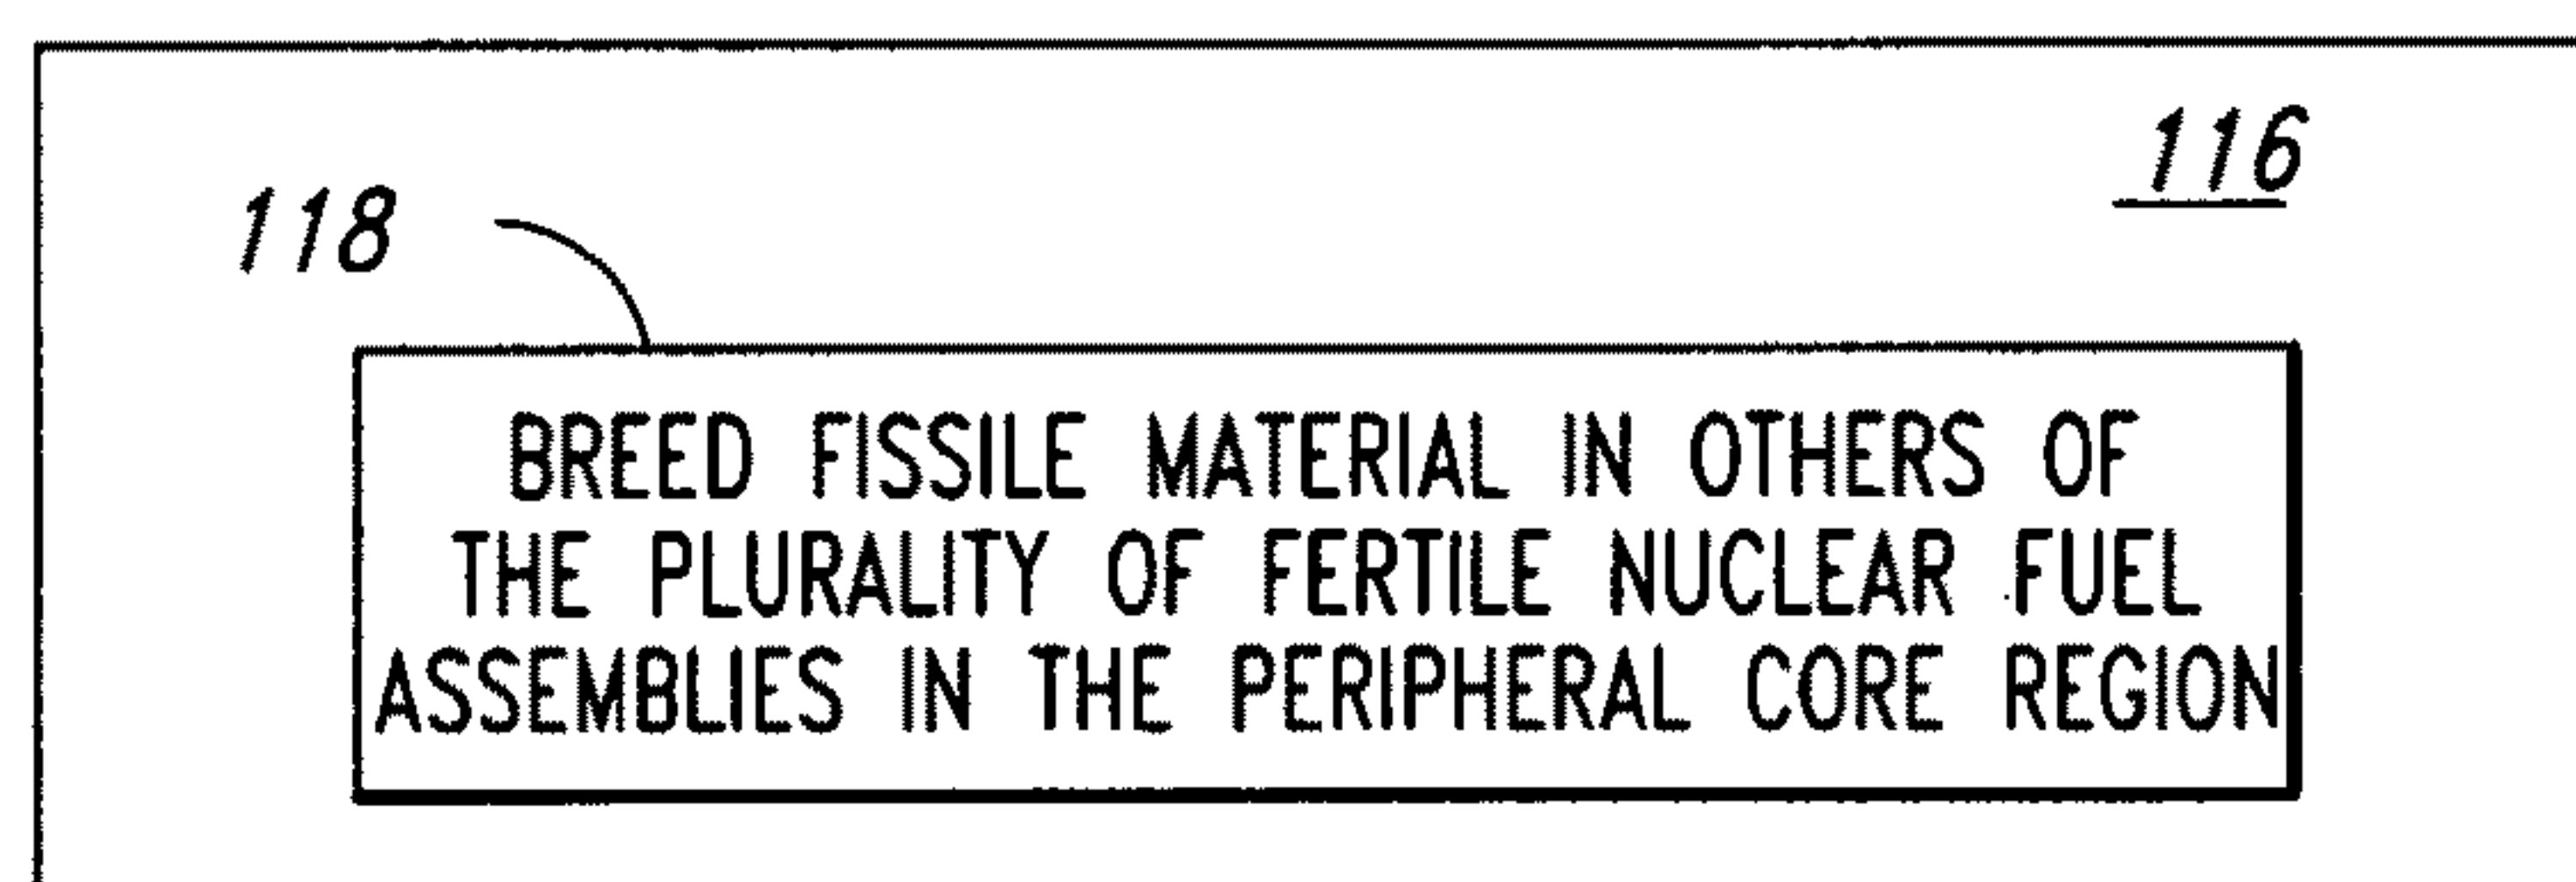 116
118
BREED FISSILE MATERIAL IN OTHERS OF
THE PLURALITY OF FERTILE NUCLEAR FUEL
ASSEMBLIES IN THE PERIPHERAL CORE REGION